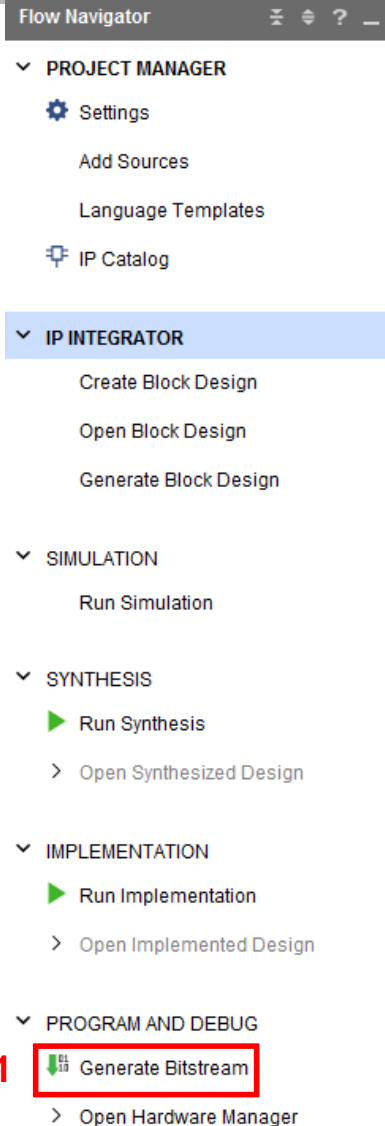 Flow Navigator ?
PROJECT MANAGER
Settings
Add Sources
Language Templates
IP Catalog
IP INTEGRATOR
Create Block Design
Open Block Design
Generate Block Design
SIMULATION
Run Simulation
SYNTHESIS
Run Synthesis
Open Synthesized Design
IMPLEMENTATION
Run Implementation
Open Implemented Design
PROGRAM AND DEBUG
1 Generate Bitstream
Open Hardware Manager